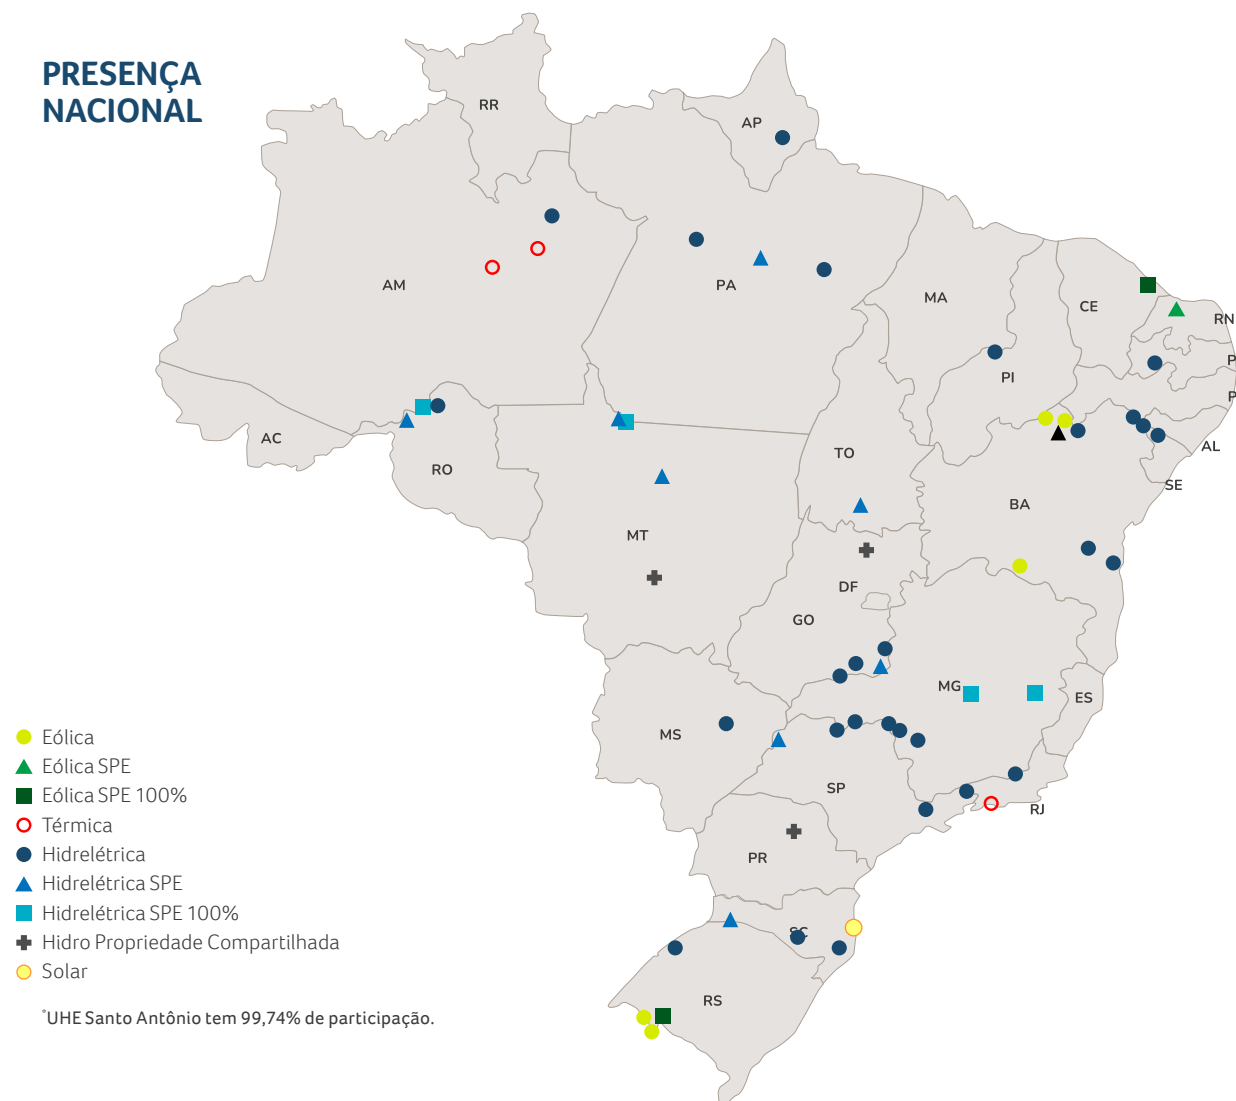 PRESENÇA
NACIONAL
RR
AP
AM
PA
MA
CE
RN
P
PI
P
AC
RO
TO
AL
SE
BA
MT
DF
GO
MG
ES
MS
SP
RJ
PR
SC
RS
Eólica
Eólica SPE
Eólica SPE 100%
Térmica
Hidrelétrica
Hidrelétrica SPE
Hidrelétrica SPE 100%
Hidro Propriedade Compartilhada
Solar
*UHE Santo Antônio tem 99,74% de participação.